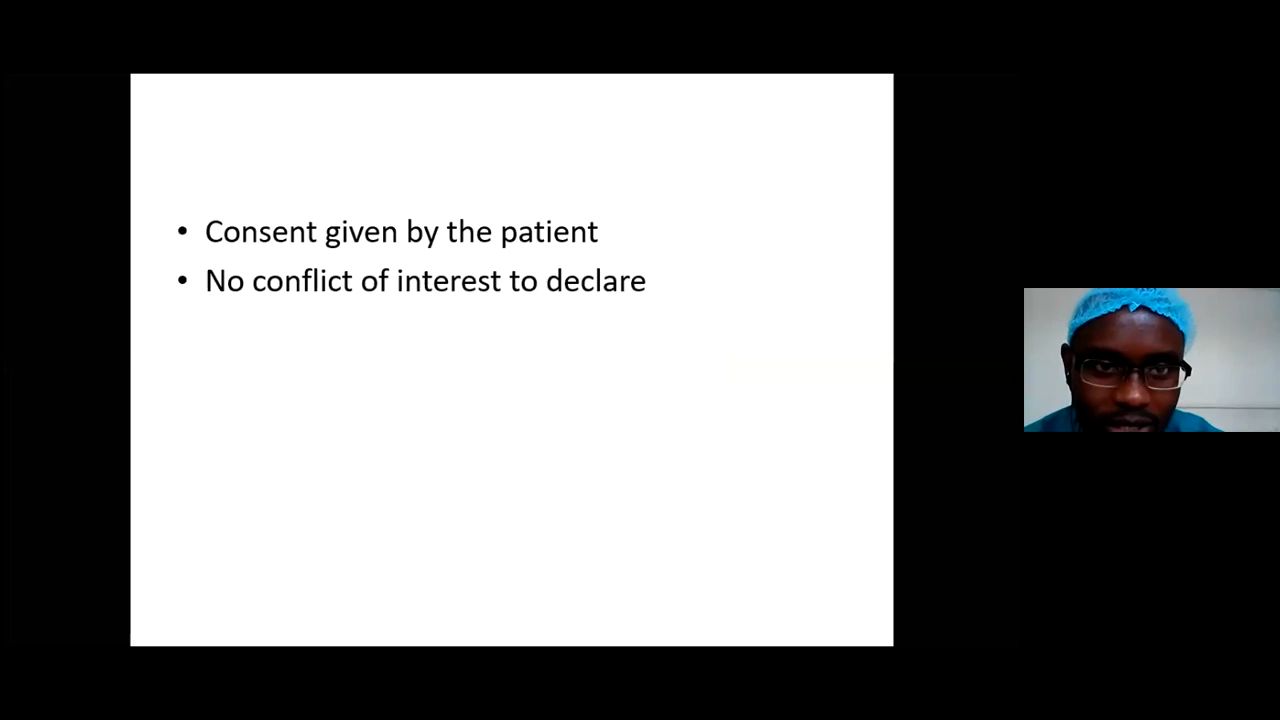 • Consent given by the patient
• No conflict of interest to declare